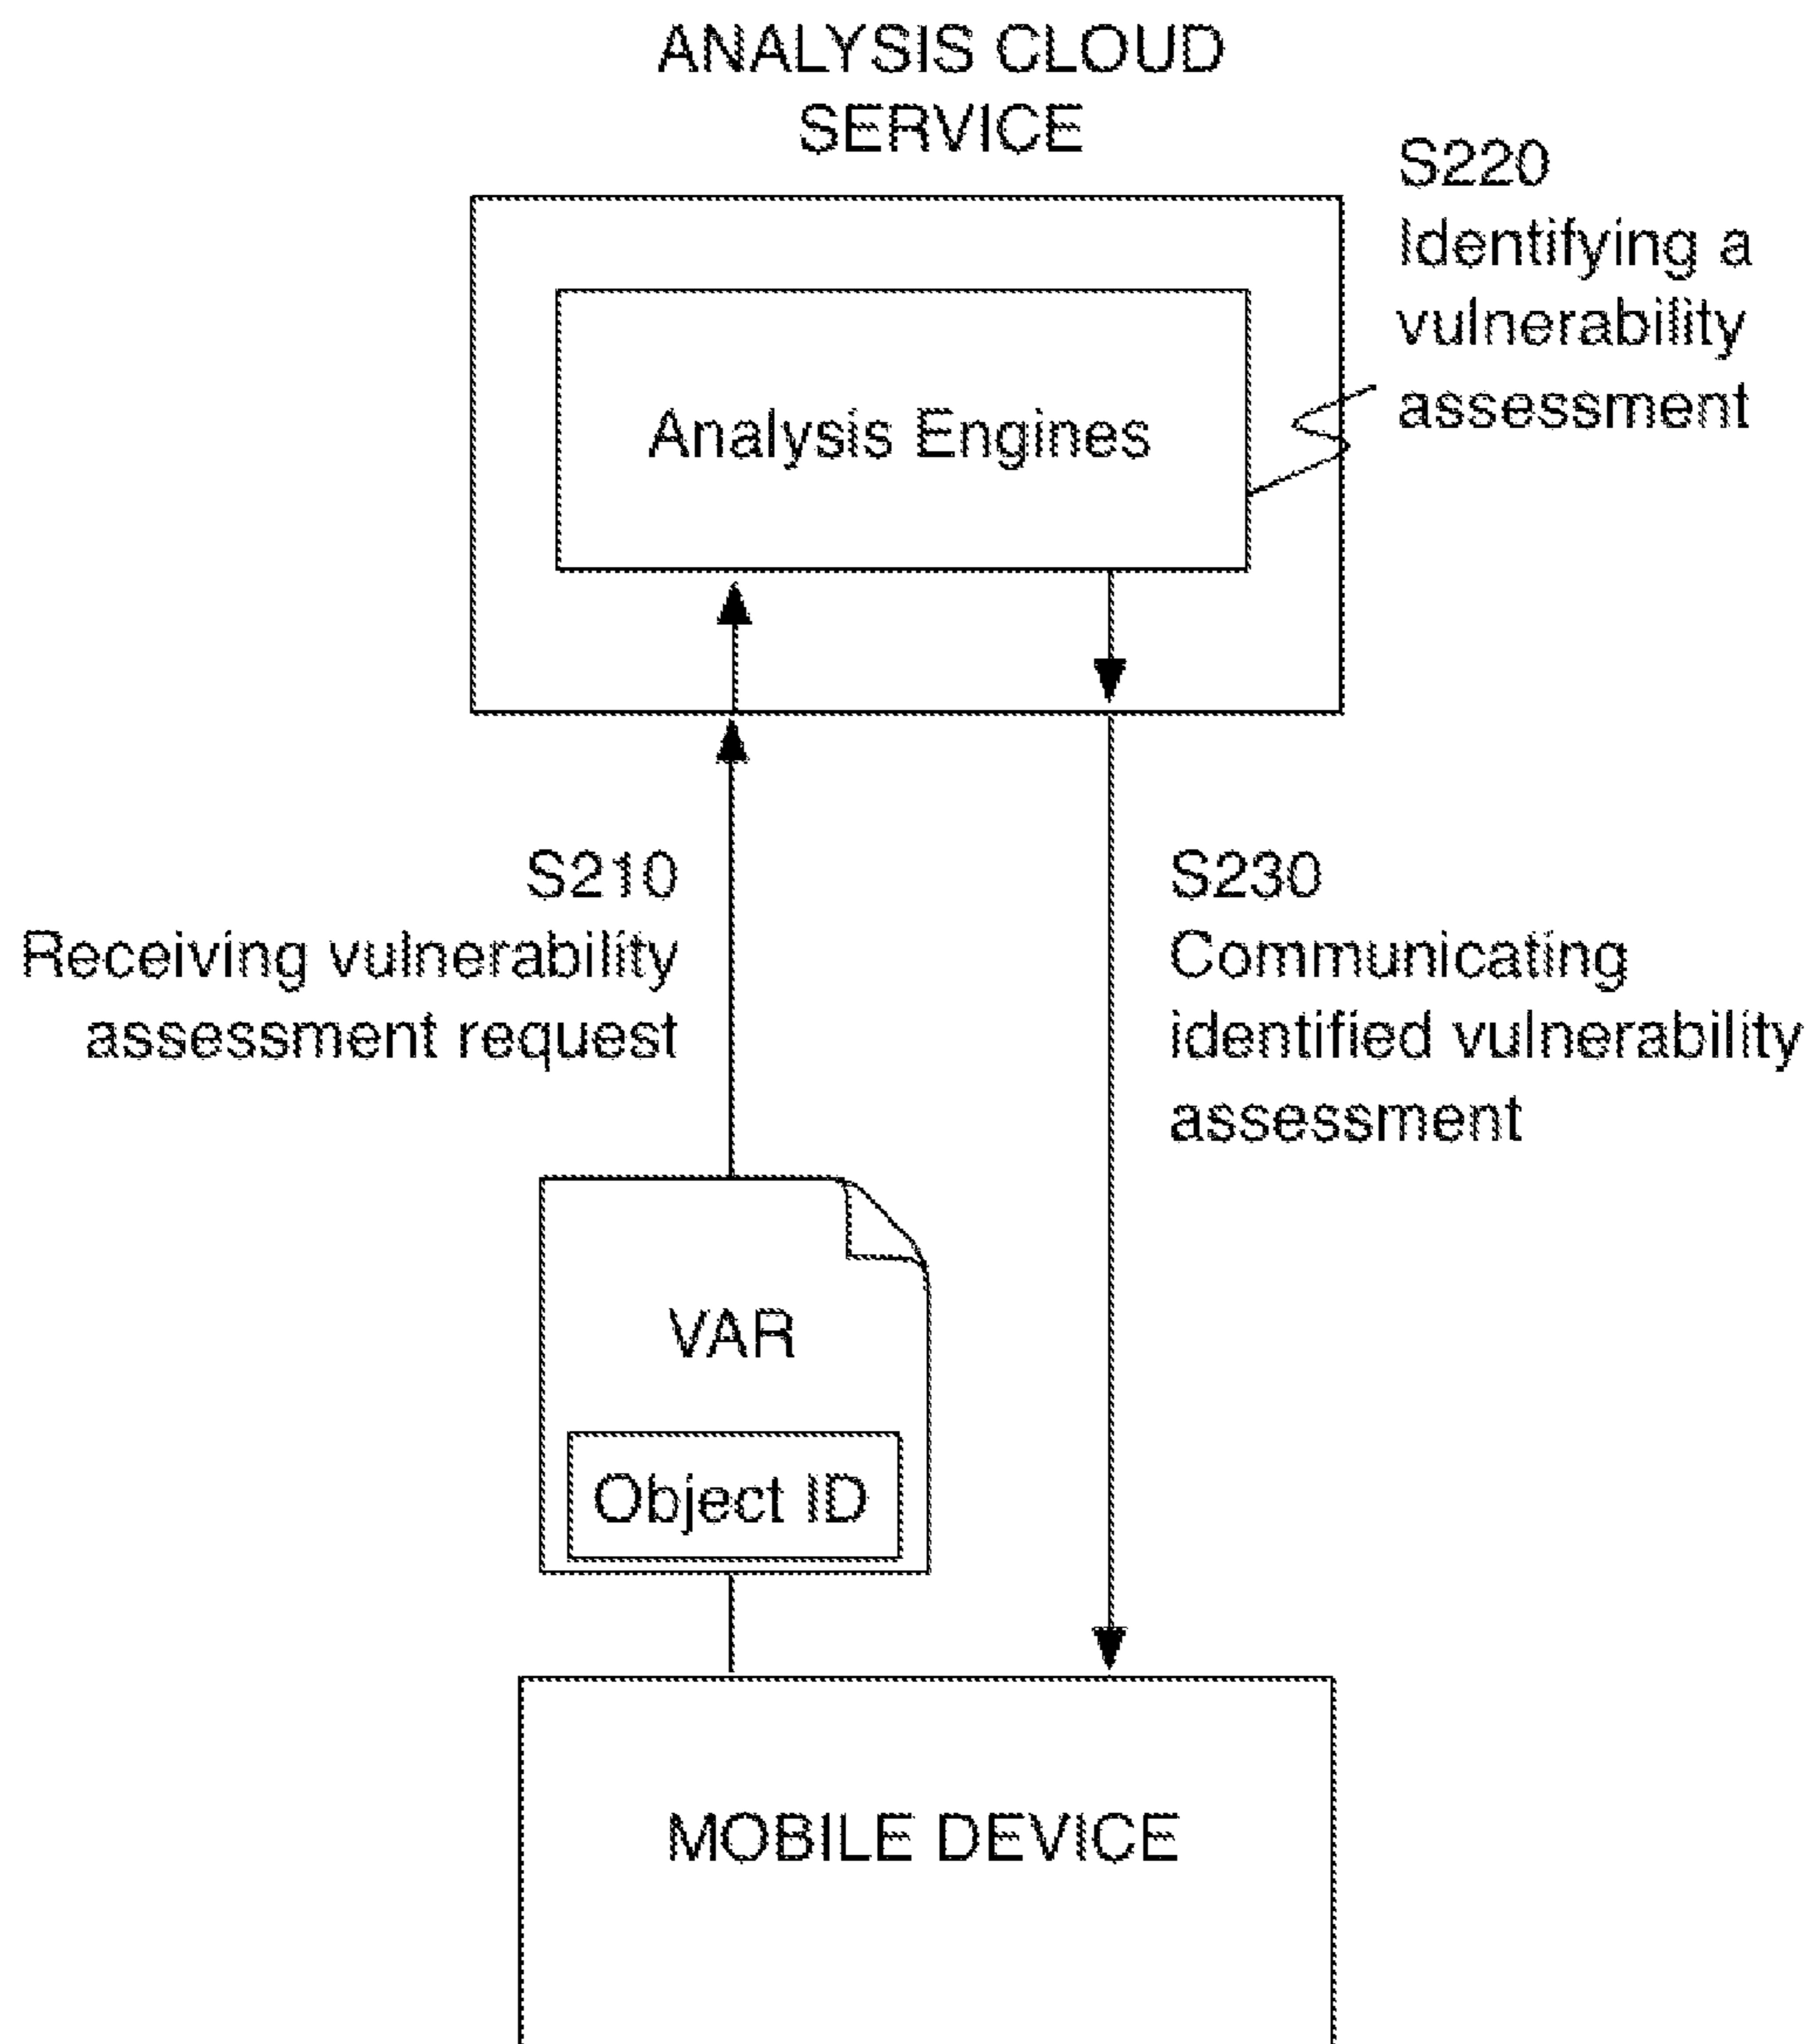 ANALYSIS CLOUD
SERVICE
S220
Identifying a
vulnerability
assessment
Analysis Engines
S210
Receiving vulnerability
assessment request
S230
Communicating
identified vulnerability
assessment
VAR
Object ID
MOBILE DEVICE